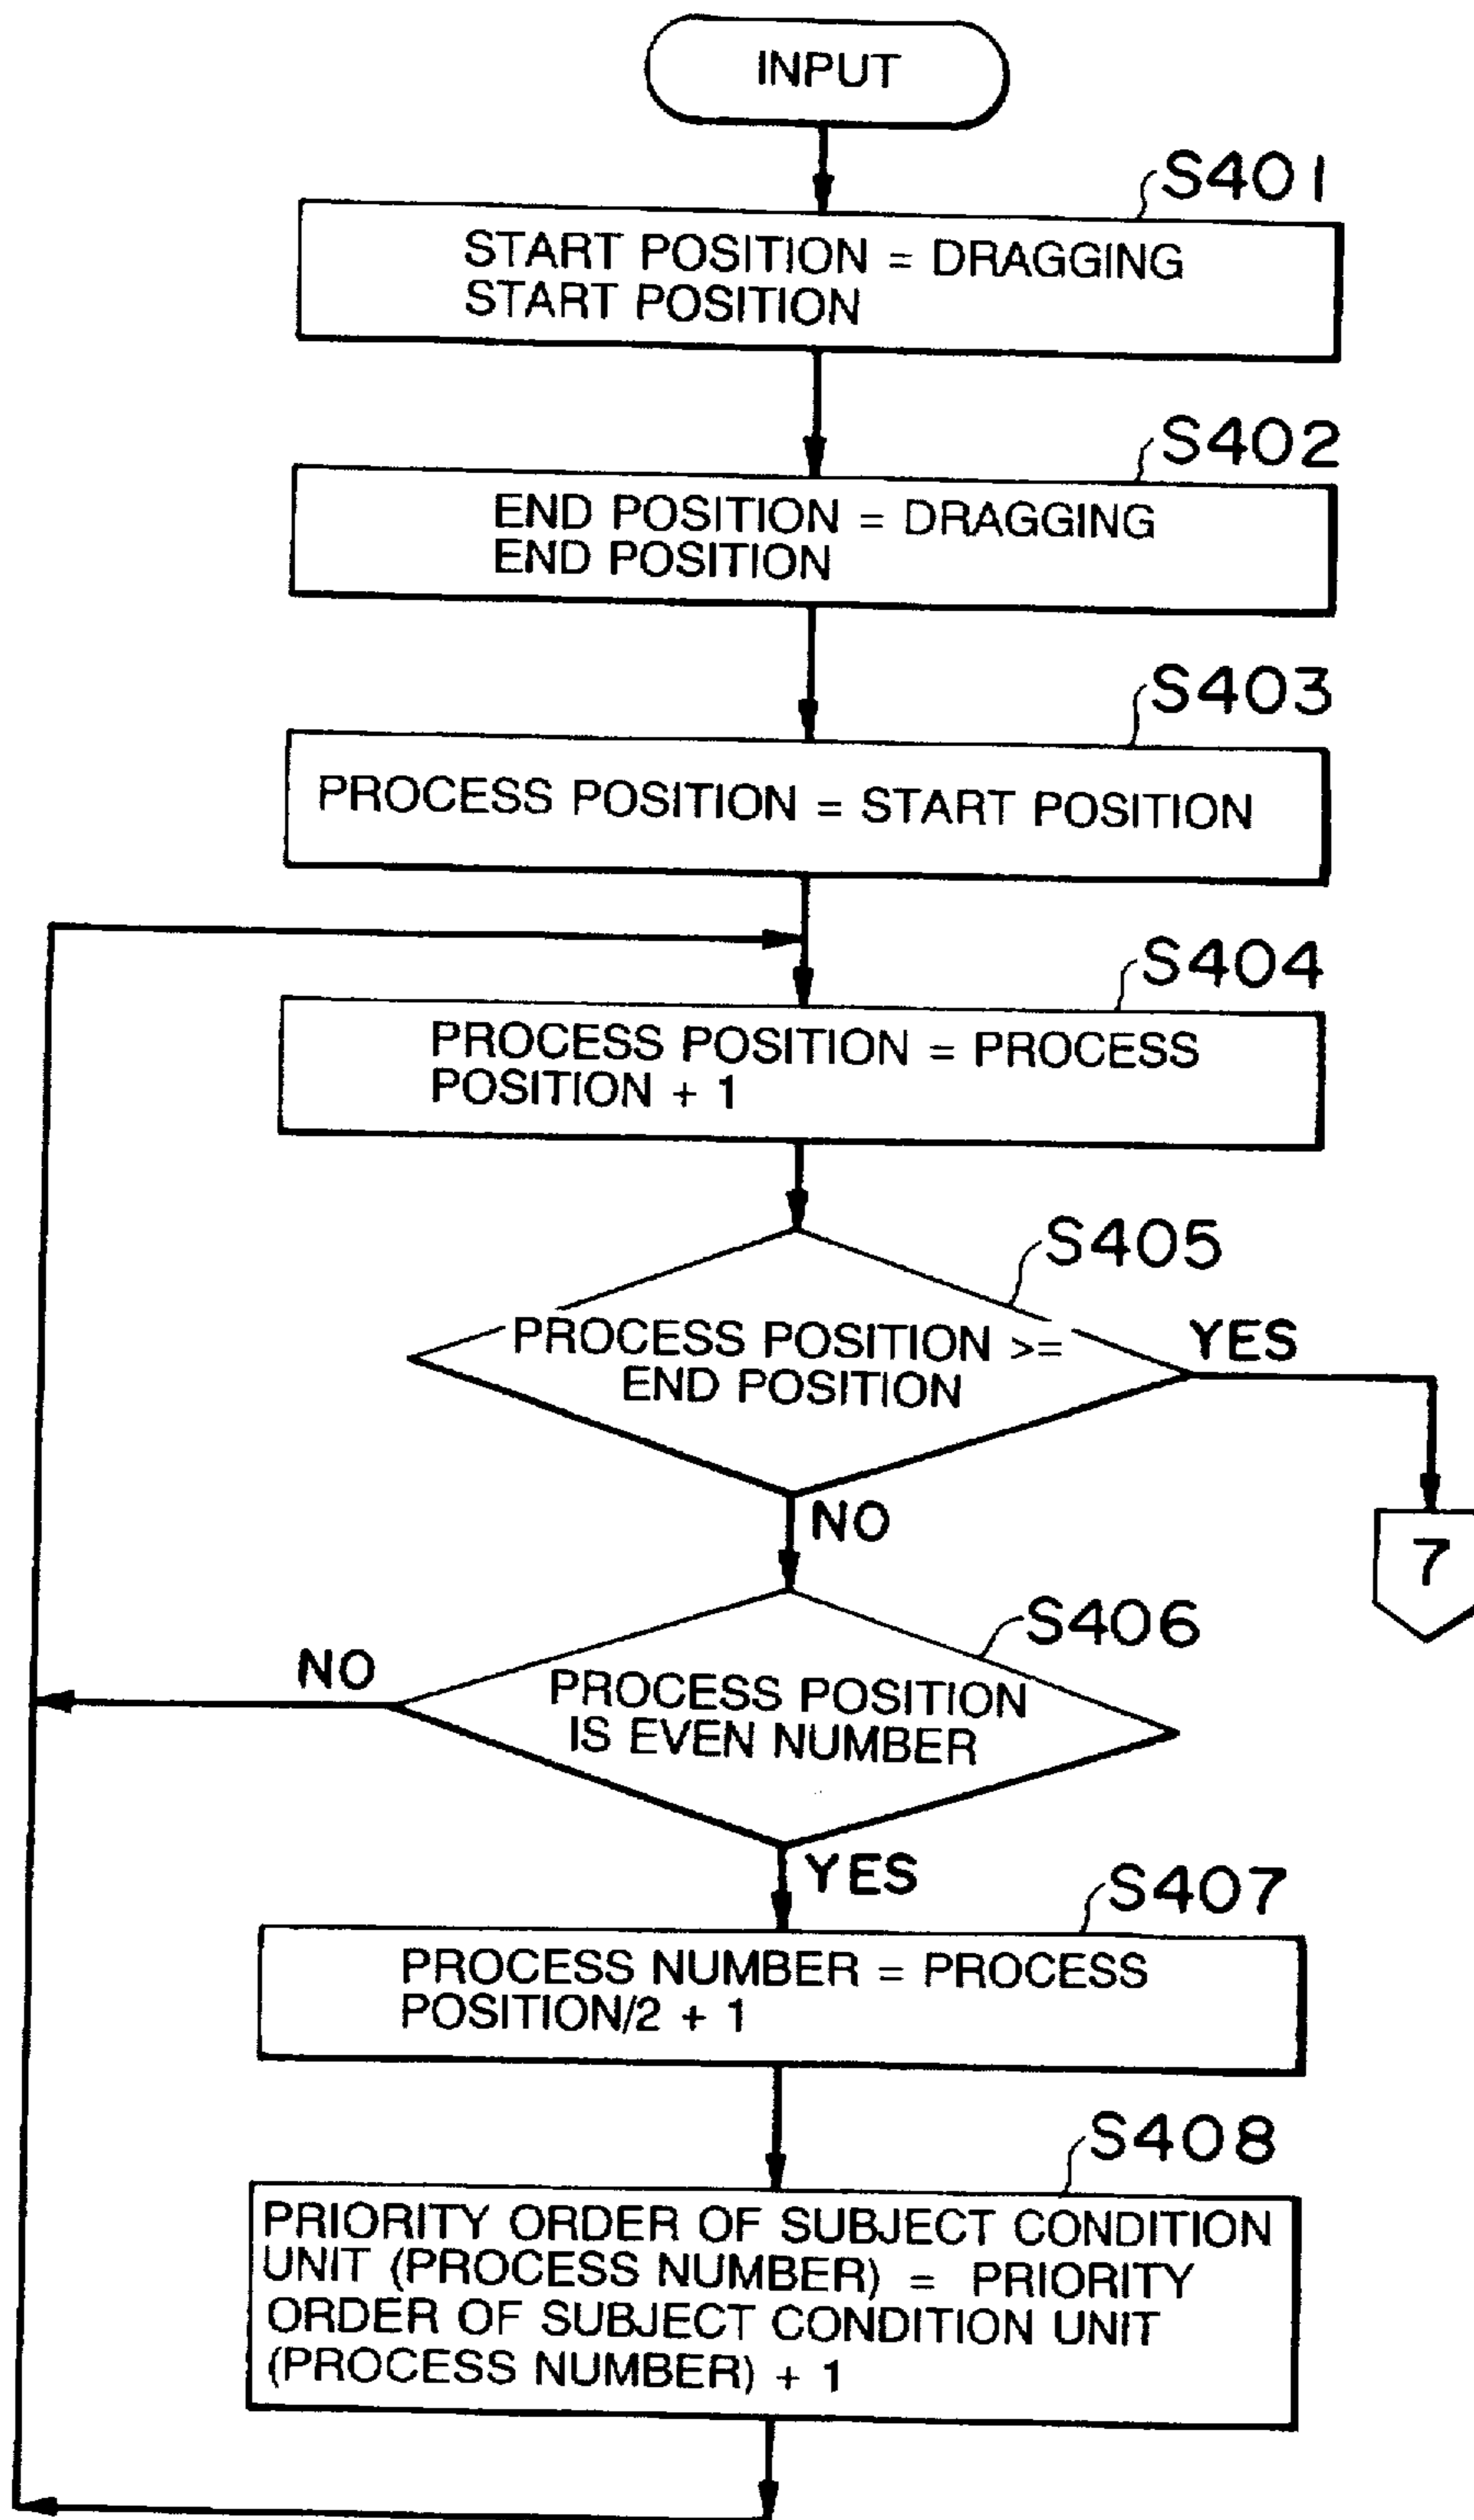 INPUT
S401
START POSITION = DRAGGING
START POSITION
S402
END POSITION = DRAGGING
END POSITION
S403
PROCESS POSITION = START POSITION
S404
PROCESS POSITION = PROCESS
POSITION + 1
S405
PROCESS POSITION >=
END POSITION
YES
NO
7
S406
NO
PROCESS POSITION
IS EVEN NUMBER
YES
S407
PROCESS NUMBER = PROCESS
POSITION/2 + 1
S408
PRIORITY ORDER OF SUBJECT CONDITION
UNIT (PROCESS NUMBER) = PRIORITY
ORDER OF SUBJECT CONDITION UNIT
(PROCESS NUMBER) + 1